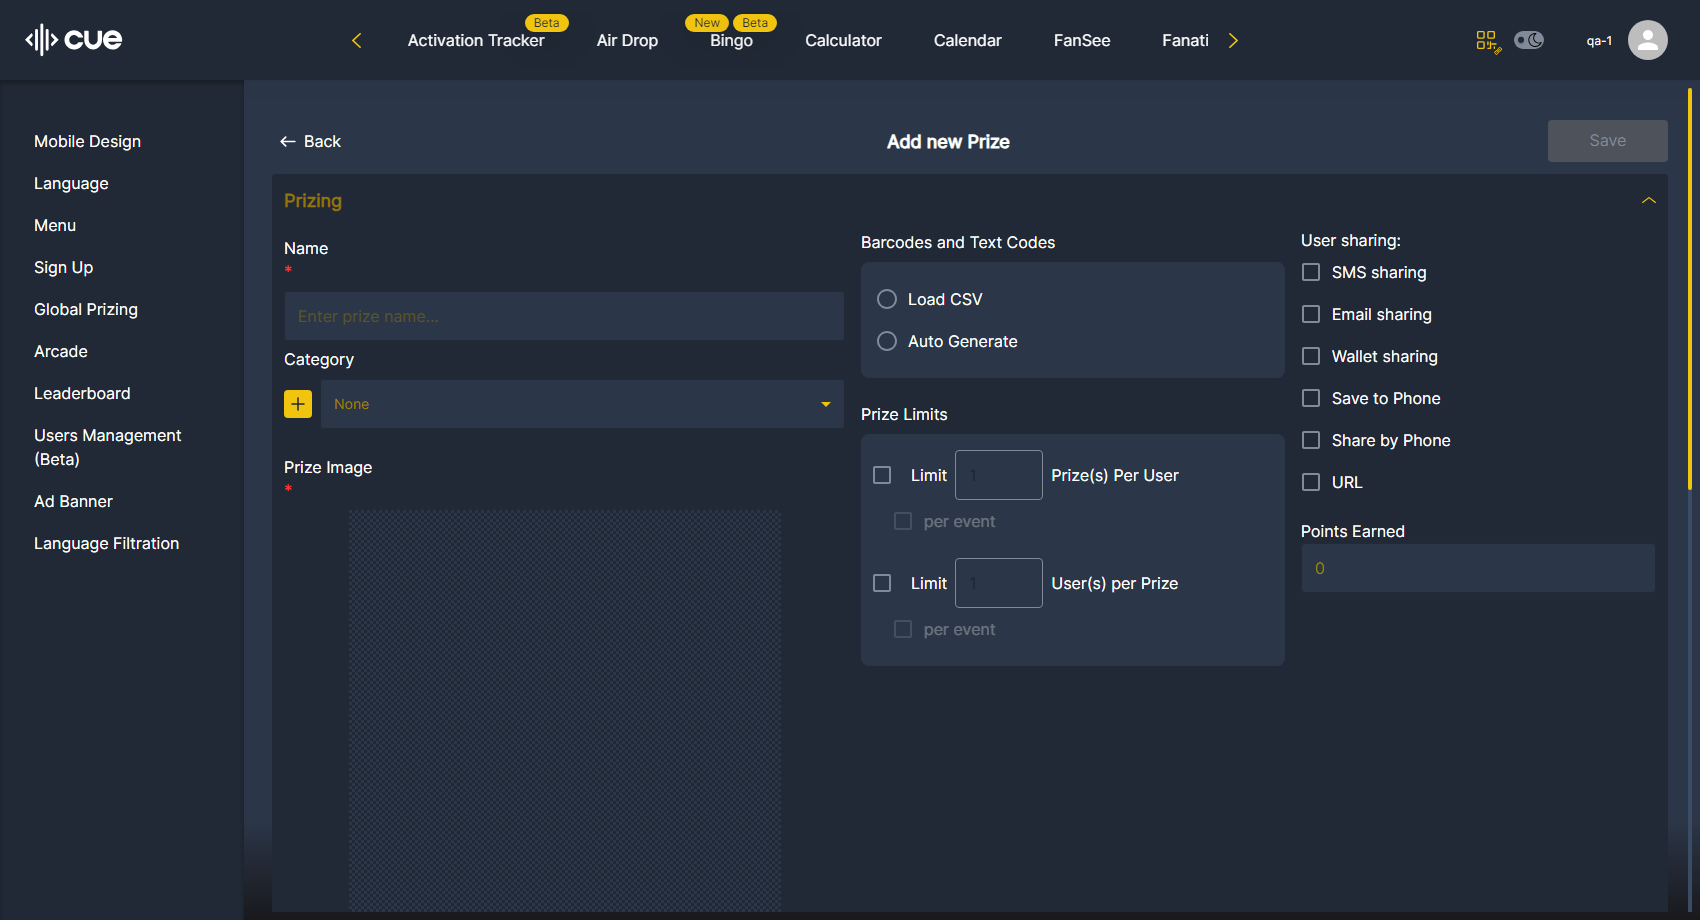 cue
Activation Tracker
Beta
Air Drop
New
Beta
Bingo
Calculator
Calendar
FanSee
Fanati
qa-1
Mobile Design
Language
Menu
Sign Up
Global Prizing
Arcade
Leaderboard
Users Management
(Beta)
Ad Banner
Language Filtration
Back
Add new Prize
Save
Prizing
Name
*
Enter prize name...
Category
None
Prize Image
*
Barcodes and Text Codes
Load CSV
Auto Generate
Prize Limits
Limit 1 Prize(s) Per User
per event
Limit 1 User(s) per Prize
per event
User sharing:
SMS sharing
Email sharing
Wallet sharing
Save to Phone
Share by Phone
URL
Points Earned
0